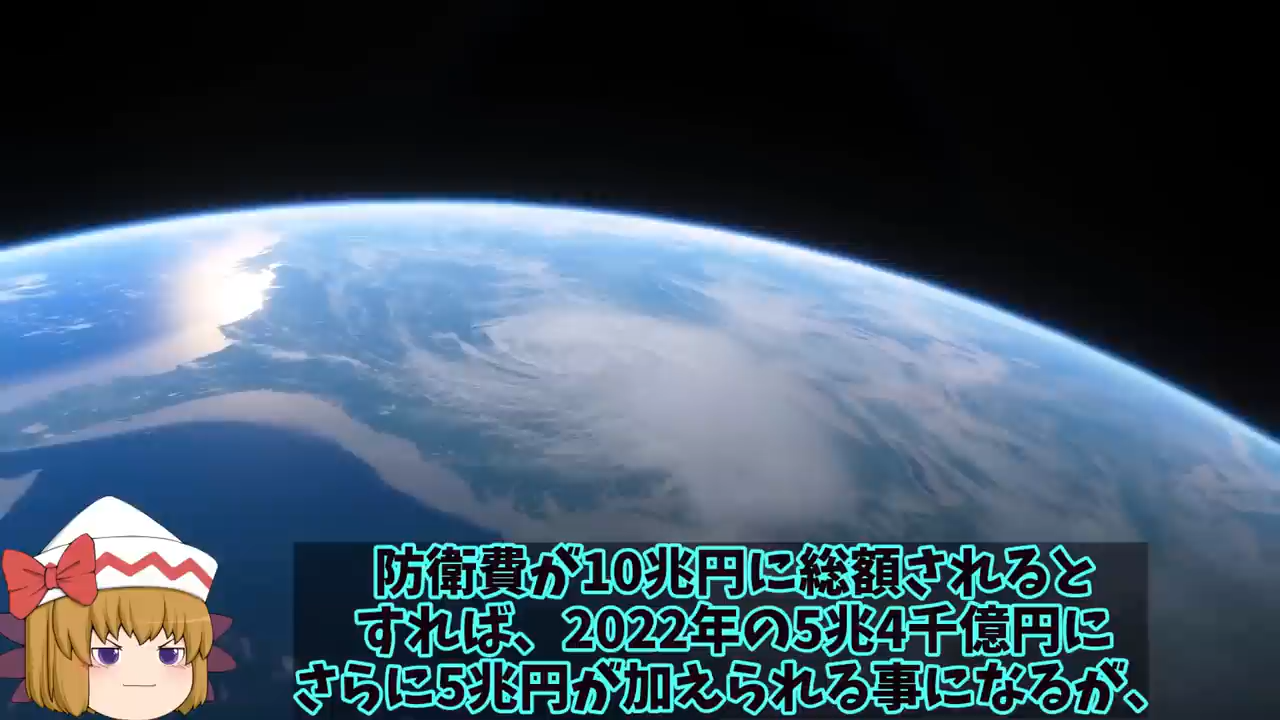 防衛費が10兆円に総額されると
すれば、2022年の5兆4千億円に
さらに5兆円が加えられる事になるが、